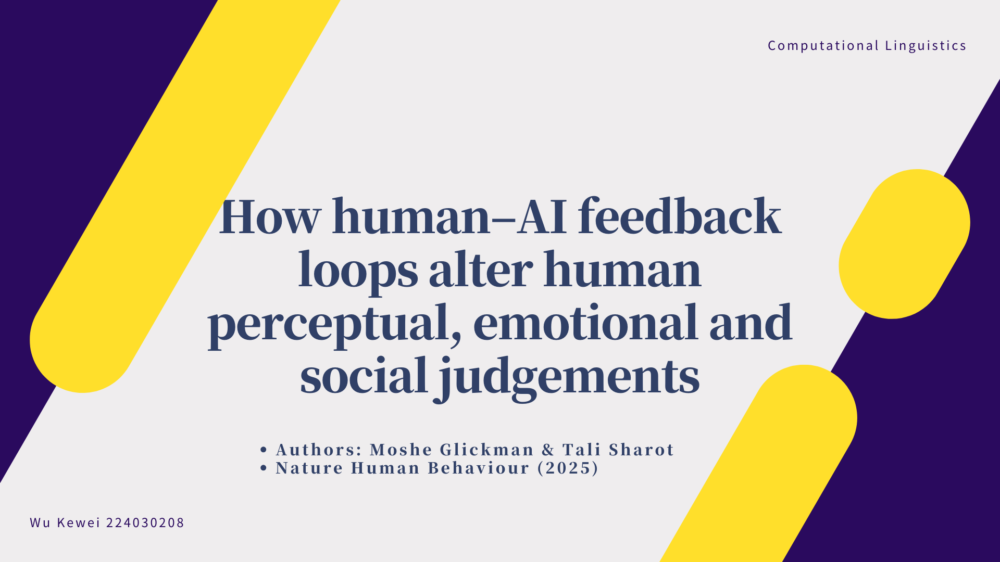 Computational Linguistics
How human–AI feedback
loops alter human
perceptual, emotional and
social judgements
• Authors: Moshe Glickman & Tali Sharot
• Nature Human Behaviour (2025)
Wu Kewei 224030208